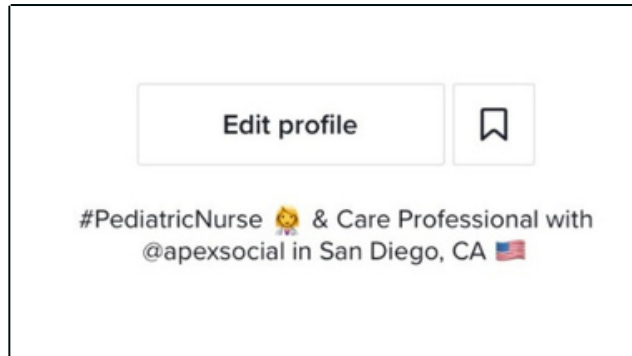 Edit profile
#PediatricNurse 👩‍⚕️ & Care Professional with
@apexsocial in San Diego, CA 🇺🇸